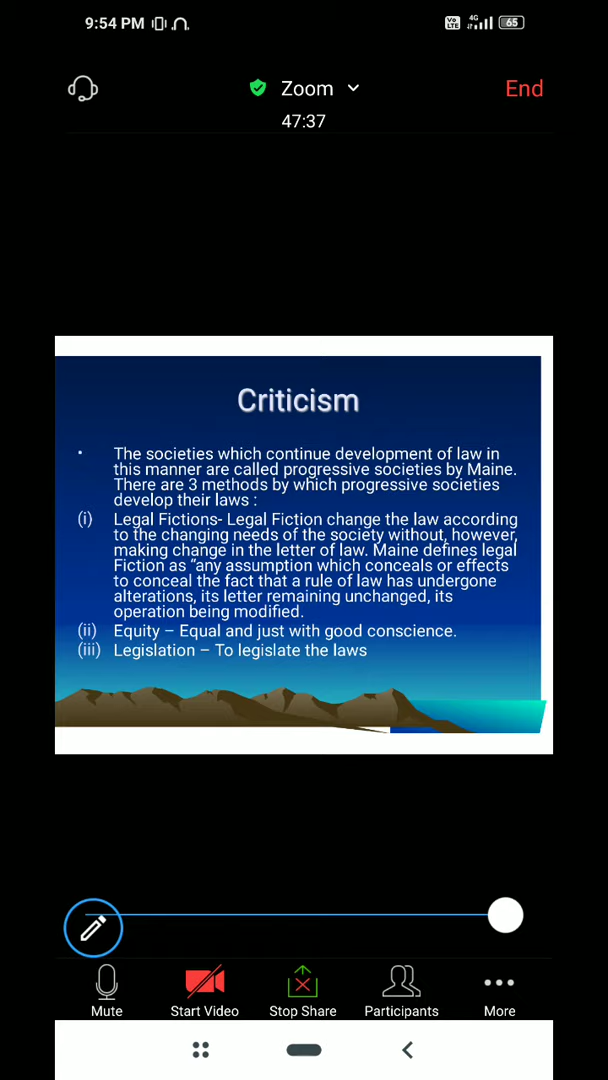 9:54 PM
Vo
LTE
4G
65
Zoom
End
47:37
Criticism
• The societies which continue development of law in
this manner are called progressive societies by Maine.
There are 3 methods by which progressive societies
develop their laws :
(i) Legal Fictions- Legal Fiction change the law according
to the changing needs of the society without, however,
making change in the letter of law. Maine defines legal
Fiction as “any assumption which conceals or effects
to conceal the fact that a rule of law has undergone
alterations, its letter remaining unchanged, its
operation being modified.
(ii) Equity – Equal and just with good conscience.
(iii) Legislation – To legislate the laws
Mute
Start Video
Stop Share
Participants
More